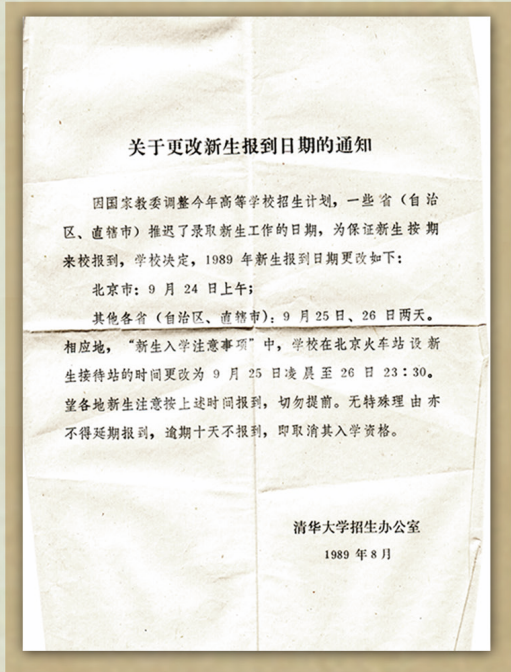 关于更改新生报到日期的通知
因国家教委调整今年高等学校招生计划，一些省（自治
区、直辖市）推迟了录取新生工作的日期，为保证新生按期
来校报到，学校决定，1989 年新生报到日期更改如下：
北京市：9 月 24 日上午；
其他各省（自治区、直辖市）：9 月 25 日、26 日两天。
相应地，“新生入学注意事项”中，学校在北京火车站设新
生接待站的时间更改为 9 月 25 日凌晨至 26 日 23：30。
望各地新生注意按上述时间报到，切勿提前。无特殊理由亦
不得延期报到，逾期十天不报到，即取消其入学资格。
清华大学招生办公室
1989 年 8 月